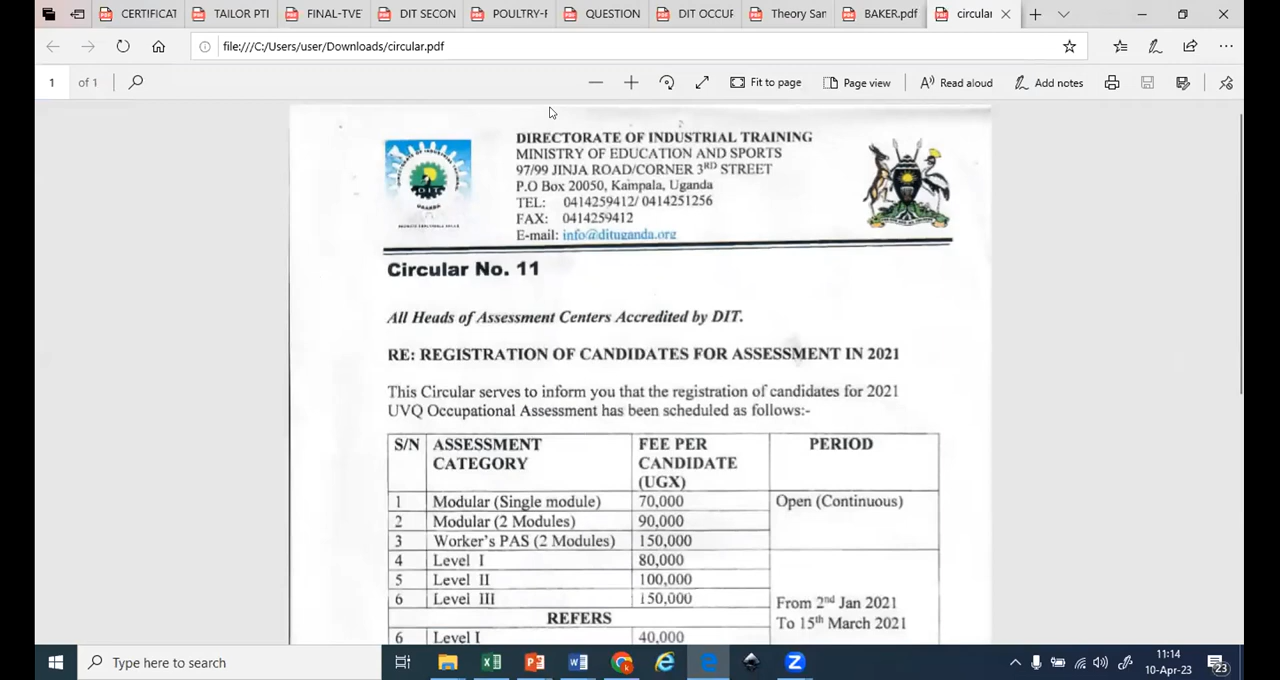 CERTIFICAT
TAILOR PTI
FINAL-TVE
DIT SECON
POULTRY-F
QUESTION
DIT OCCUP
Theory San
BAKER.pdf
circular
file:///C:/Users/user/Downloads/circular.pdf
1 of 1
Fit to page
Page view
Read aloud
Add notes
DIRECTORATE OF INDUSTRIAL TRAINING
MINISTRY OF EDUCATION AND SPORTS
97/99 JINJA ROAD/CORNER 3RD STREET
P.O Box 20050, Kampala, Uganda
TEL: 0414259412/ 0414251256
FAX: 0414259412
E-mail: info@dituganda.org
Circular No. 11
All Heads of Assessment Centers Accredited by DIT.
RE: REGISTRATION OF CANDIDATES FOR ASSESSMENT IN 2021
This Circular serves to inform you that the registration of candidates for 2021
UVQ Occupational Assessment has been scheduled as follows:-
S/N ASSESSMENT CATEGORY FEE PER CANDIDATE (UGX) PERIOD
1 Modular (Single module) 70,000 Open (Continuous)
2 Modular (2 Modules) 90,000
3 Worker's PAS (2 Modules) 150,000
4 Level I 80,000
5 Level II 100,000
6 Level III 150,000
From 2nd Jan 2021
To 15th March 2021
REFERS
6 Level I 40,000
Type here to search
11:14
10-Apr-23
23